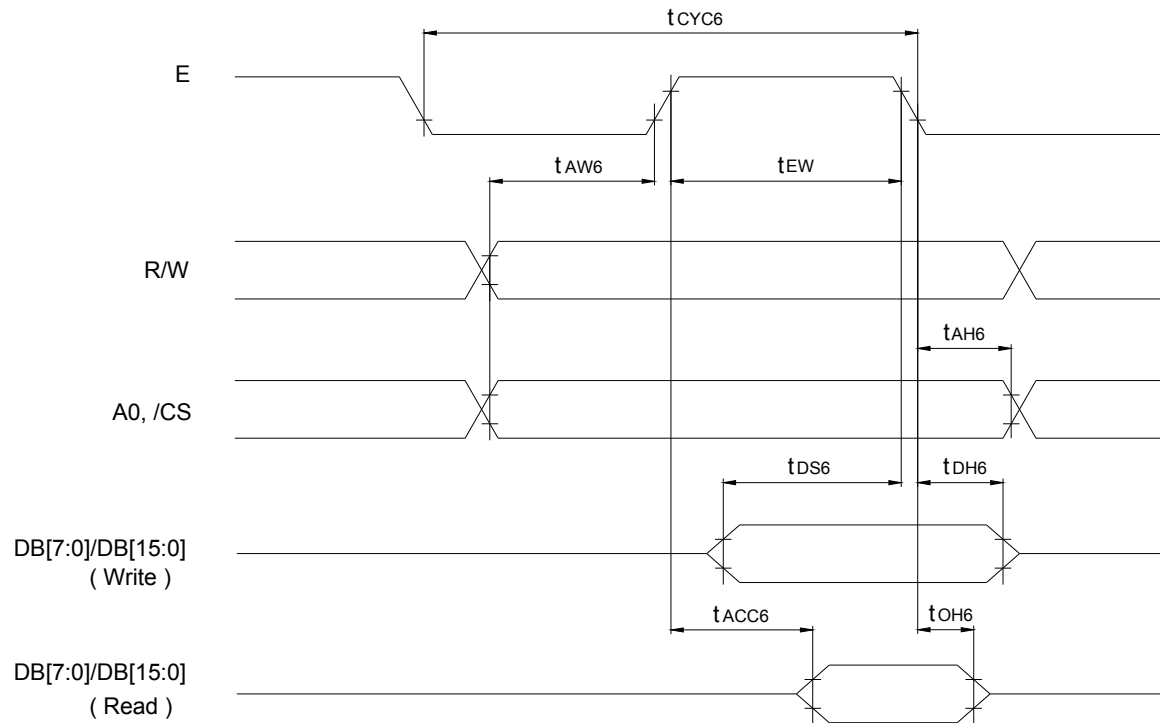 tCYC6
E
tAW6
tEW
R/W
tAH6
A0, /CS
tDS6
tDH6
DB[7:0]/DB[15:0]
( Write )
tACC6
tOH6
DB[7:0]/DB[15:0]
( Read )